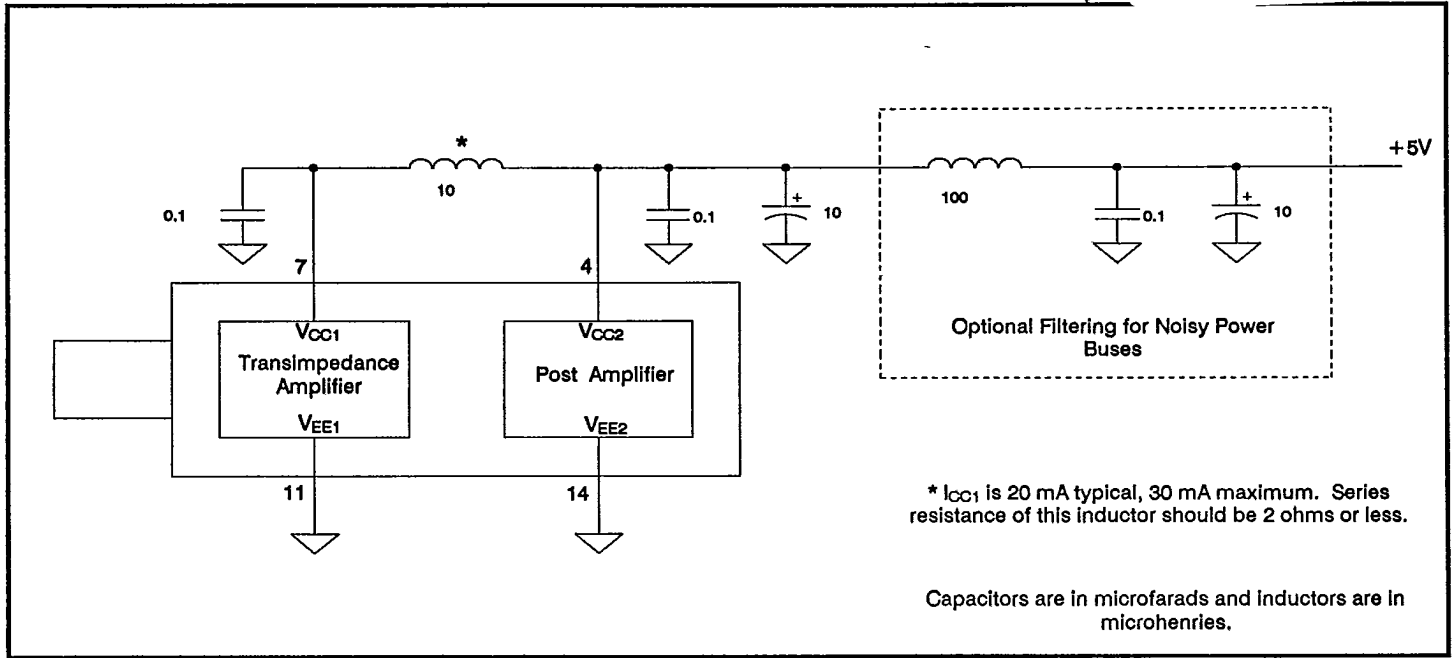 +5V
*
10
100
0.1
0.1
+
10
0.1
+
10
7
4
Optional Filtering for Noisy Power
Buses
VCC1
Transimpedance
Amplifier
VEE1
VCC2
Post Amplifier
VEE2
11
14
* ICC1 is 20 mA typical, 30 mA maximum. Series
resistance of this inductor should be 2 ohms or less.
Capacitors are in microfarads and inductors are in
microhenries.